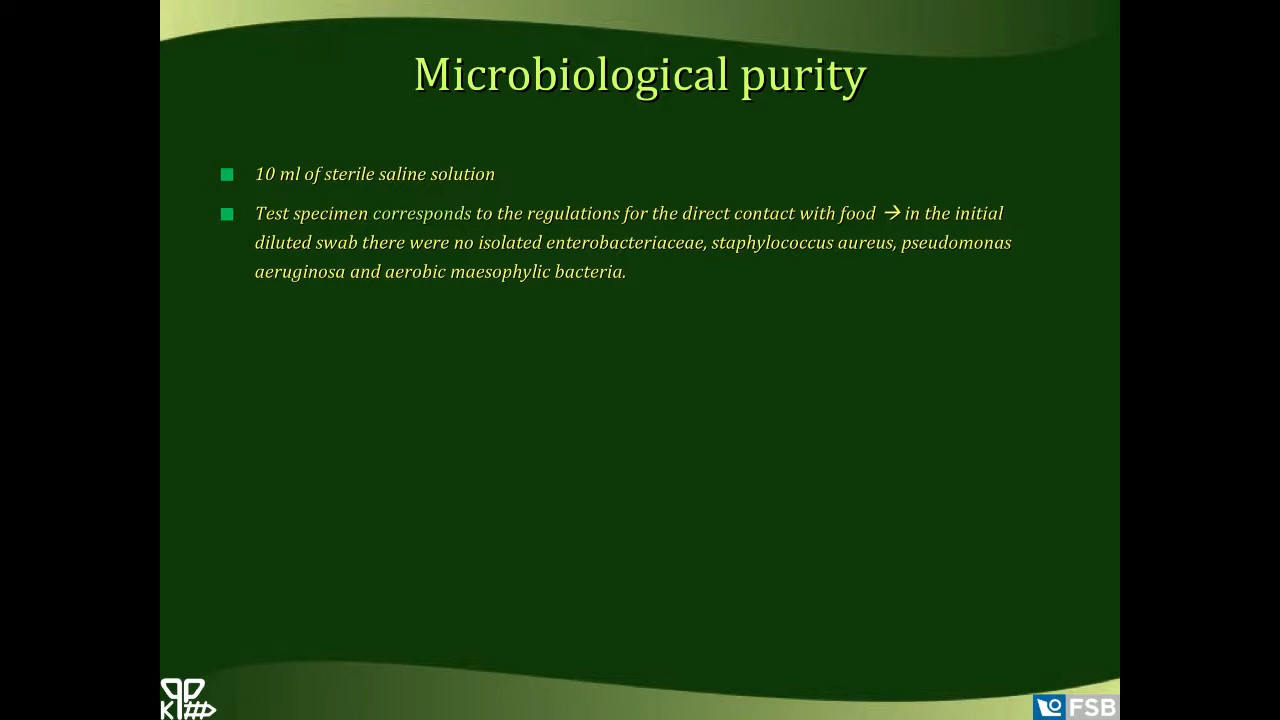 Microbiological purity
10 ml of sterile saline solution
Test specimen corresponds to the regulations for the direct contact with food → in the initial
diluted swab there were no isolated enterobacteriaceae, staphylococcus aureus, pseudomonas
aeruginosa and aerobic maesophylic bacteria.
FSB